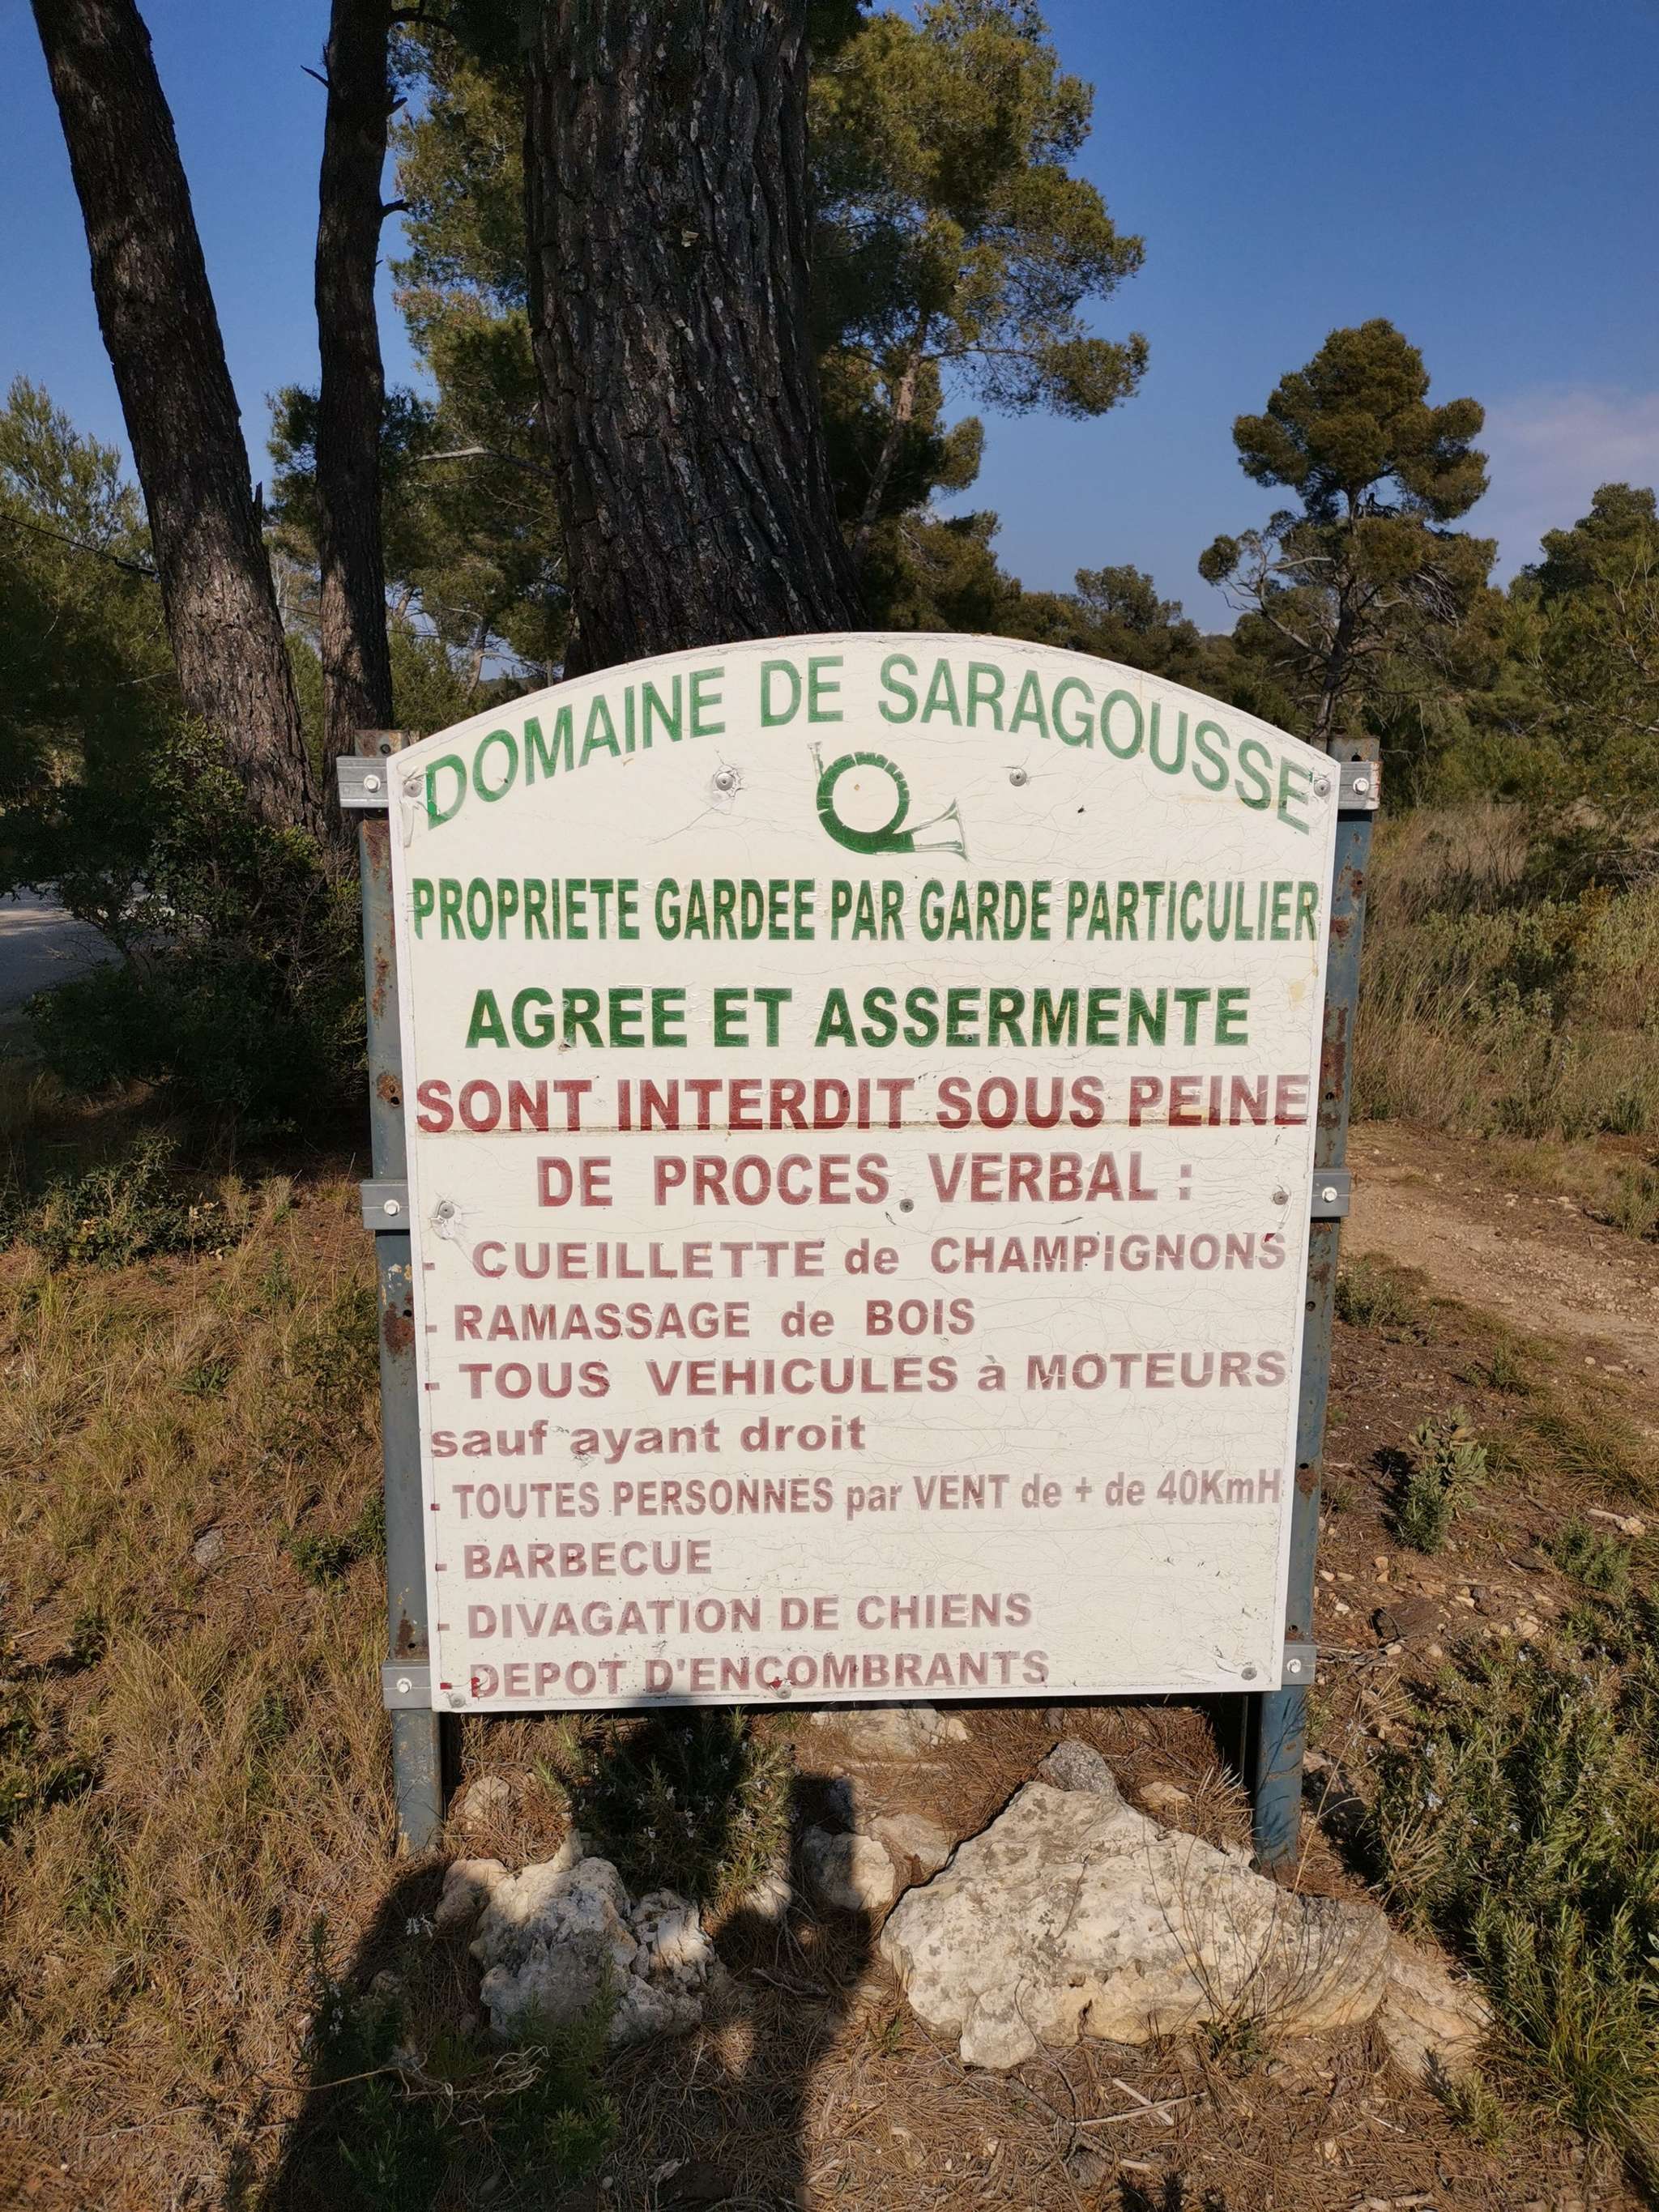 DOMAINE DE SARAGOUSSE
PROPRIETE GARDEE PAR GARDE PARTICULIER
AGREE ET ASSERMENTE
SONT INTERDIT SOUS PEINE
DE PROCES VERBAL :
- CUEILLETTE de CHAMPIGNONS
- RAMASSAGE de BOIS
- TOUS VEHICULES à MOTEURS
sauf ayant droit
- TOUTES PERSONNES par VENT de + de 40KmH
- BARBECUE
- DIVAGATION DE CHIENS
- DEPOT D'ENCOMBRANTS